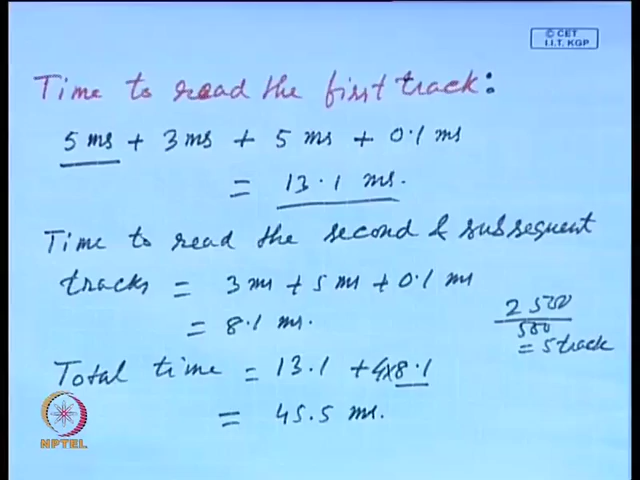 © CET
I.I.T. KGP
Time to read the first track:
5 ms + 3 ms + 5 ms + 0.1 ms
= 13.1 ms.
Time to read the second & subsequent
tracks = 3 ms + 5 ms + 0.1 ms
= 8.1 ms.
2500
500
= 5 track
Total time = 13.1 + 4x8.1
= 45.5 ms.
NPTEL